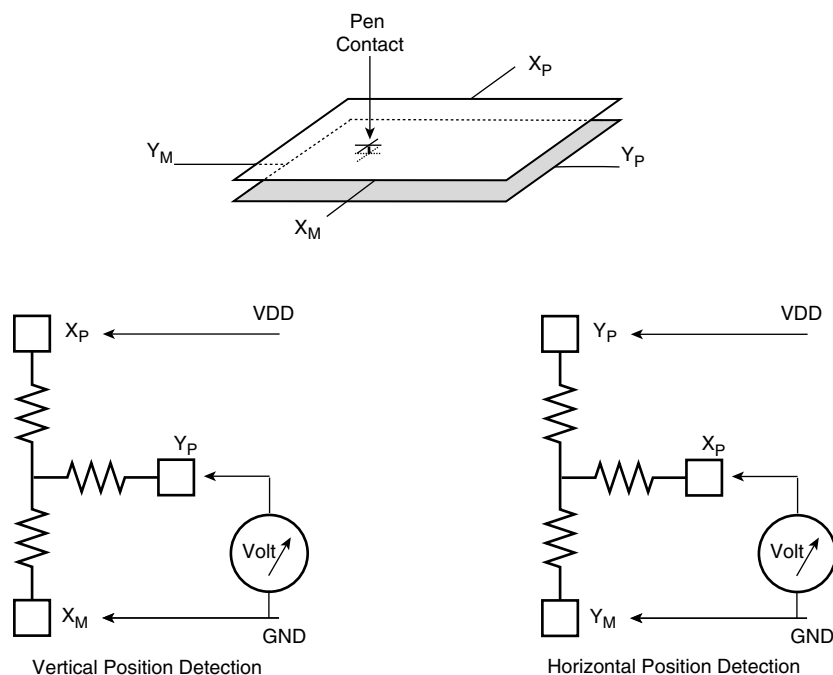 Pen
Contact
X_P
Y_M
Y_P
X_M
X_P
VDD
Y_P
Volt
X_M
GND
Vertical Position Detection
Y_P
VDD
X_P
Volt
Y_M
GND
Horizontal Position Detection